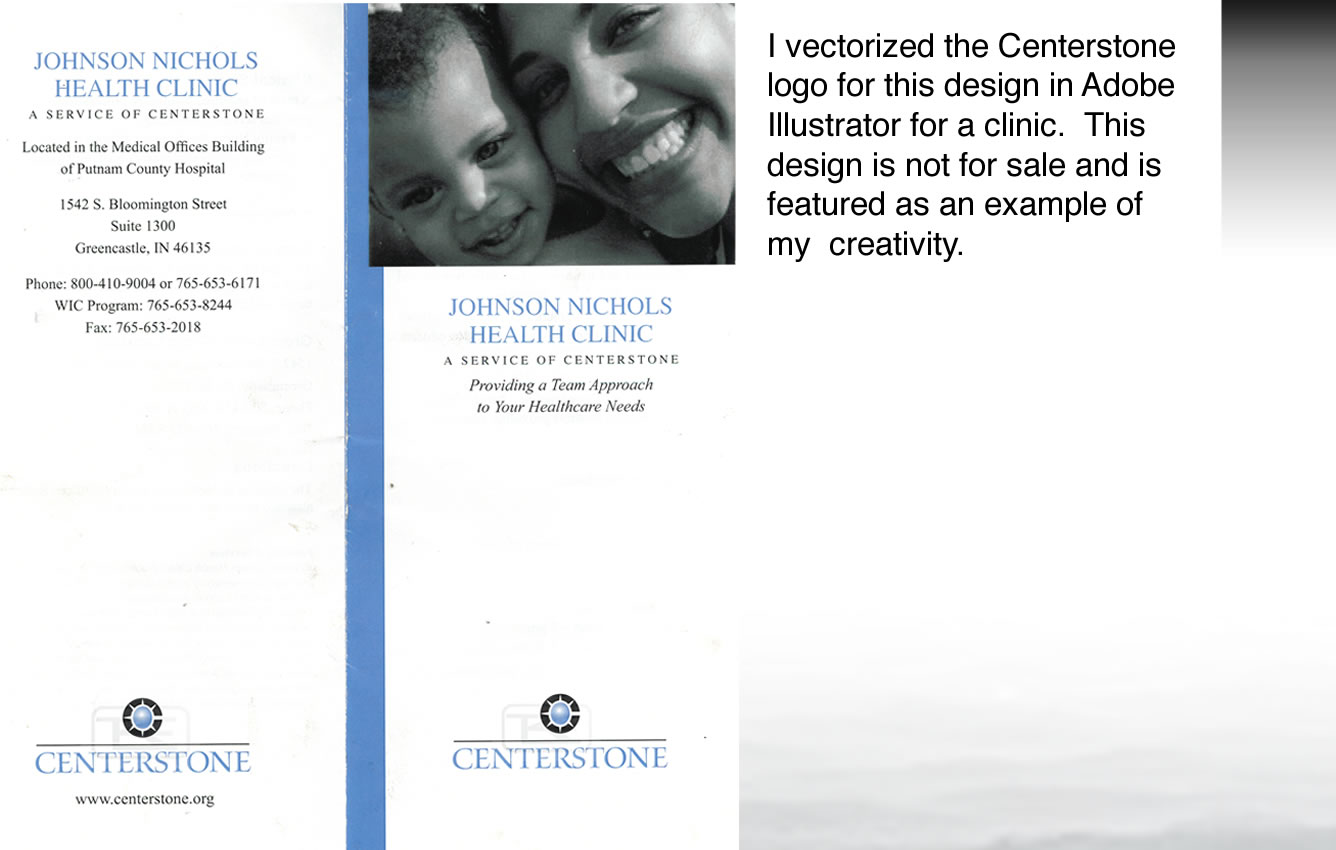 JOHNSON NICHOLS
HEALTH CLINIC
A SERVICE OF CENTERSTONE
Located in the Medical Offices Building
of Putnam County Hospital
1542 S. Bloomington Street
Suite 1300
Greencastle, IN 46135
Phone: 800-410-9004 or 765-653-6171
WIC Program: 765-653-8244
Fax: 765-653-2018
CENTERSTONE
www.centerstone.org
JOHNSON NICHOLS
HEALTH CLINIC
A SERVICE OF CENTERSTONE
Providing a Team Approach
to Your Healthcare Needs
CENTERSTONE
I vectorized the Centerstone
logo for this design in Adobe
Illustrator for a clinic.  This
design is not for sale and is
featured as an example of
my  creativity.